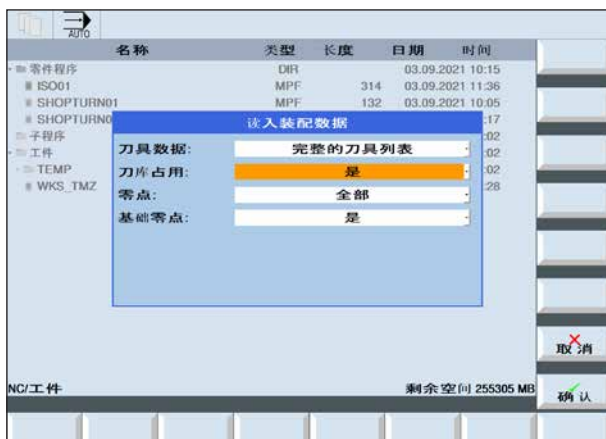 AUTO
名称 类型 长度 日期 时间
零件程序 DIR 03.09.2021 10:15
ISO01 MPF 314 03.09.2021 11:36
SHOPTURN01 MPF 132 03.09.2021 10:05
SHOPTURN0 :17
子程序 :02
工件 :02
TEMP :02
WKS_TMZ :28
读入装配数据
刀具数据: 完整的刀具列表
刀库占用: 是
零点: 全部
基础零点: 是
取消
NC/工件 剩余空间 255305 MB
确认